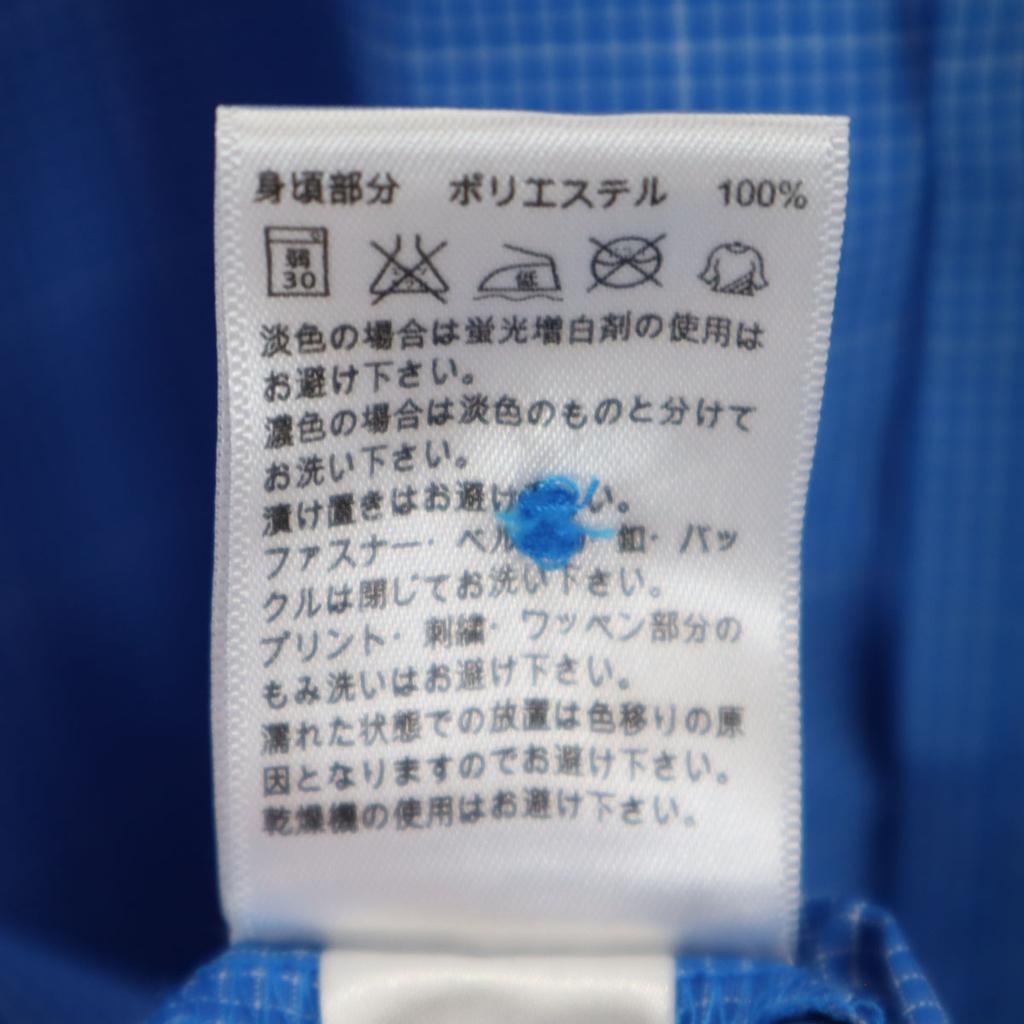 身頃部分 ポリエステル 100%
弱 30 低
淡色の場合は蛍光増白剤の使用は
お避け下さい。
濃色の場合は淡色のものと分けて
お洗い下さい。
漬け置きはお避け い。
ファスナー・ベル 釦・バッ
クルは閉じてお洗い下さい。
プリント・刺繍・ワッペン部分の
もみ洗いはお避け下さい。
濡れた状態での放置は色移りの原
因となりますのでお避け下さい。
乾燥機の使用はお避け下さい。